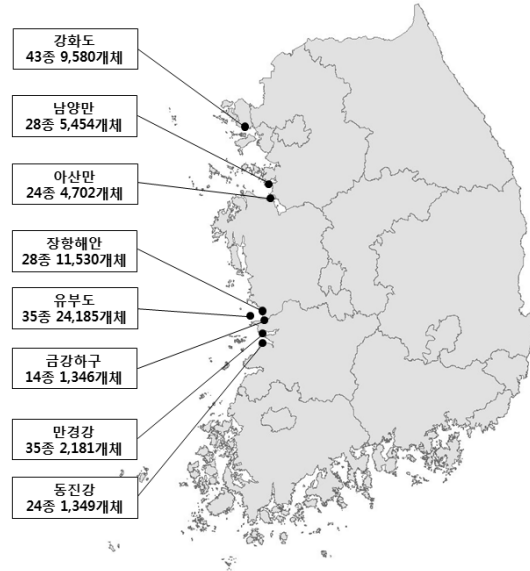 강화도
43종 9,580개체
남양만
28종 5,454개체
아산만
24종 4,702개체
장항해안
28종 11,530개체
유부도
35종 24,185개체
금강하구
14종 1,346개체
만경강
35종 2,181개체
동진강
24종 1,349개체